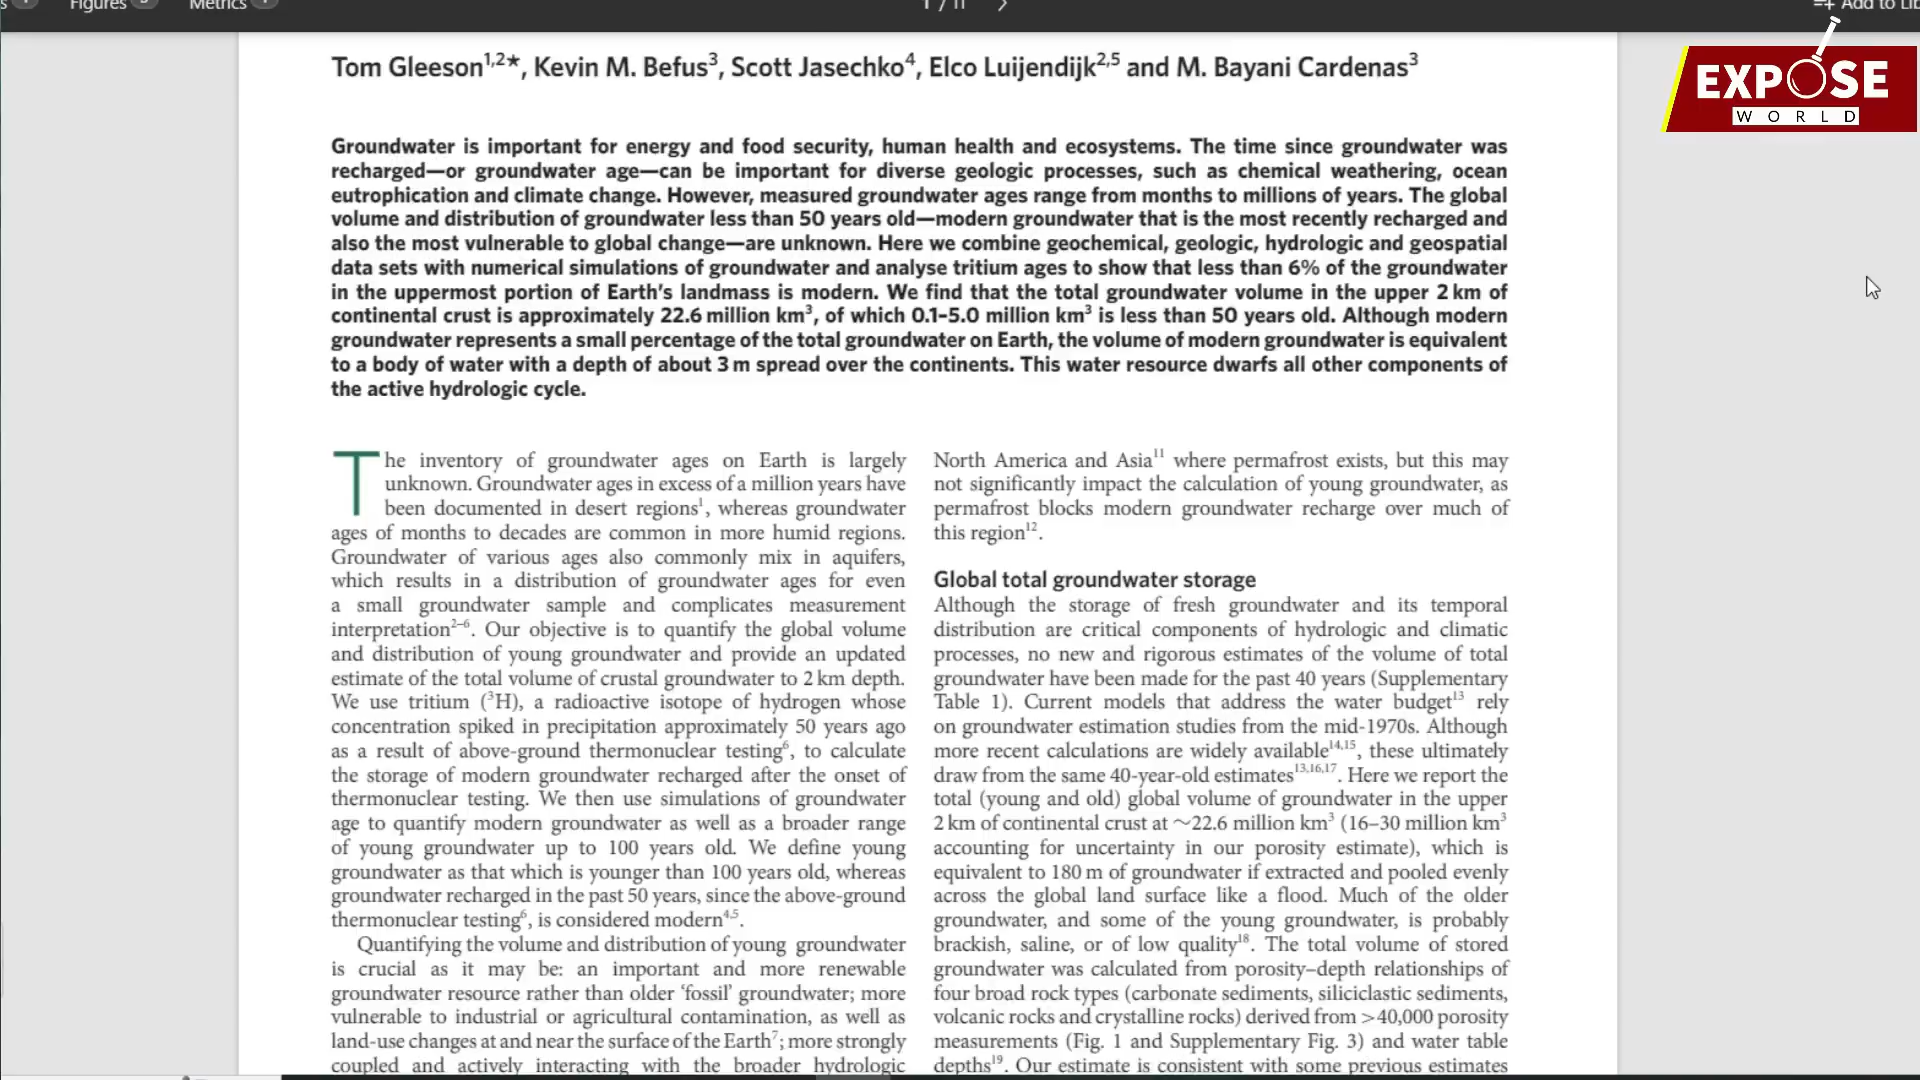 Figures
Metrics
1 / 11
Add to Lib
EXPOSE
WORLD
Tom Gleeson1,2*, Kevin M. Befus3, Scott Jasechko4, Elco Luijendijk2,5 and M. Bayani Cardenas3
Groundwater is important for energy and food security, human health and ecosystems. The time since groundwater was
recharged—or groundwater age—can be important for diverse geologic processes, such as chemical weathering, ocean
eutrophication and climate change. However, measured groundwater ages range from months to millions of years. The global
volume and distribution of groundwater less than 50 years old—modern groundwater that is the most recently recharged and
also the most vulnerable to global change—are unknown. Here we combine geochemical, geologic, hydrologic and geospatial
data sets with numerical simulations of groundwater and analyse tritium ages to show that less than 6% of the groundwater
in the uppermost portion of Earth's landmass is modern. We find that the total groundwater volume in the upper 2 km of
continental crust is approximately 22.6 million km3, of which 0.1–5.0 million km3 is less than 50 years old. Although modern
groundwater represents a small percentage of the total groundwater on Earth, the volume of modern groundwater is equivalent
to a body of water with a depth of about 3 m spread over the continents. This water resource dwarfs all other components of
the active hydrologic cycle.
The inventory of groundwater ages on Earth is largely
unknown. Groundwater ages in excess of a million years have
been documented in desert regions1, whereas groundwater
ages of months to decades are common in more humid regions.
Groundwater of various ages also commonly mix in aquifers,
which results in a distribution of groundwater ages for even
a small groundwater sample and complicates measurement
interpretation2–6. Our objective is to quantify the global volume
and distribution of young groundwater and provide an updated
estimate of the total volume of crustal groundwater to 2 km depth.
We use tritium (3H), a radioactive isotope of hydrogen whose
concentration spiked in precipitation approximately 50 years ago
as a result of above-ground thermonuclear testing6, to calculate
the storage of modern groundwater recharged after the onset of
thermonuclear testing. We then use simulations of groundwater
age to quantify modern groundwater as well as a broader range
of young groundwater up to 100 years old. We define young
groundwater as that which is younger than 100 years old, whereas
groundwater recharged in the past 50 years, since the above-ground
thermonuclear testing6, is considered modern4,5.
Quantifying the volume and distribution of young groundwater
is crucial as it may be: an important and more renewable
groundwater resource rather than older 'fossil' groundwater; more
vulnerable to industrial or agricultural contamination, as well as
land-use changes at and near the surface of the Earth7; more strongly
coupled and actively interacting with the broader hydrologic
North America and Asia11 where permafrost exists, but this may
not significantly impact the calculation of young groundwater, as
permafrost blocks modern groundwater recharge over much of
this region12.
Global total groundwater storage
Although the storage of fresh groundwater and its temporal
distribution are critical components of hydrologic and climatic
processes, no new and rigorous estimates of the volume of total
groundwater have been made for the past 40 years (Supplementary
Table 1). Current models that address the water budget13 rely
on groundwater estimation studies from the mid-1970s. Although
more recent calculations are widely available14,15, these ultimately
draw from the same 40-year-old estimates13,16,17. Here we report the
total (young and old) global volume of groundwater in the upper
2 km of continental crust at ~22.6 million km3 (16–30 million km3
accounting for uncertainty in our porosity estimate), which is
equivalent to 180 m of groundwater if extracted and pooled evenly
across the global land surface like a flood. Much of the older
groundwater, and some of the young groundwater, is probably
brackish, saline, or of low quality18. The total volume of stored
groundwater was calculated from porosity–depth relationships of
four broad rock types (carbonate sediments, siliciclastic sediments,
volcanic rocks and crystalline rocks) derived from >40,000 porosity
measurements (Fig. 1 and Supplementary Fig. 3) and water table
depths19. Our estimate is consistent with some previous estimates